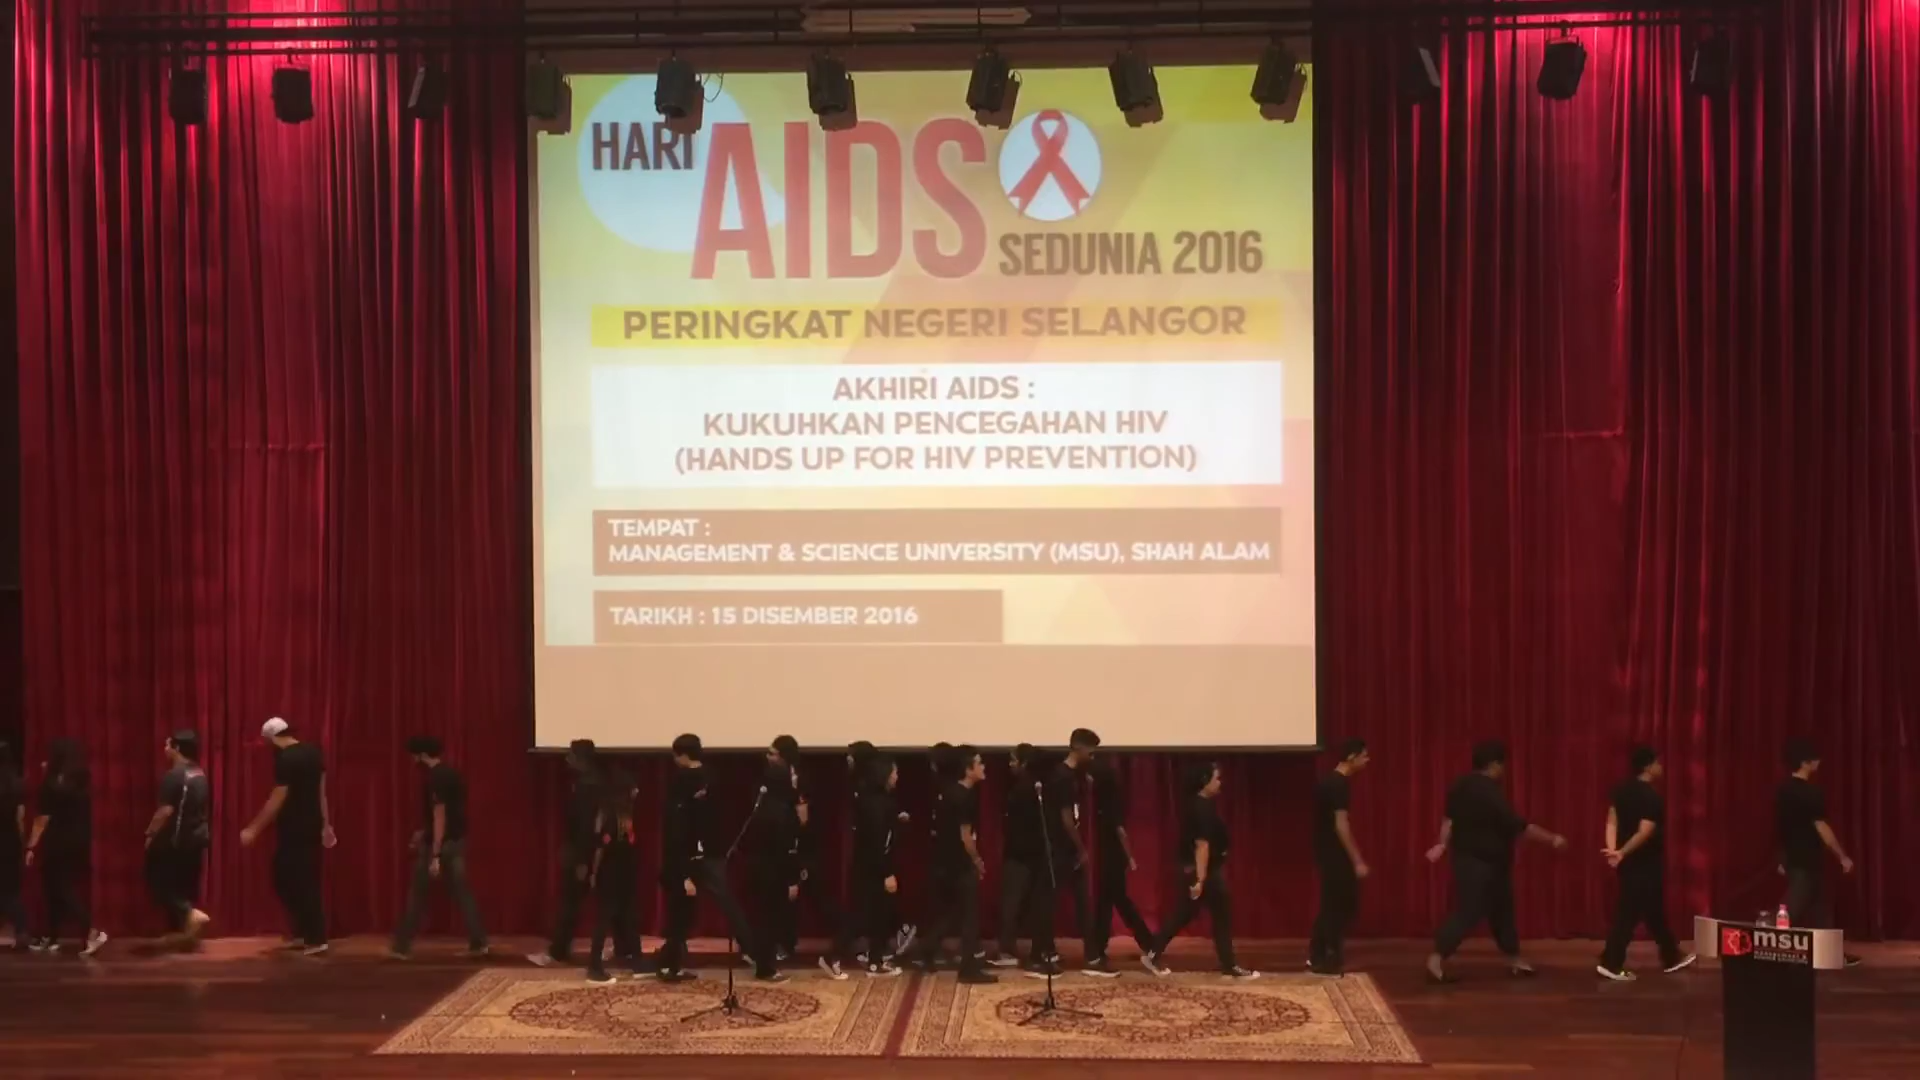 HARI
AIDS
SEDUNIA 2016
PERINGKAT NEGERI SELANGOR
AKHIRI AIDS :
KUKUHKAN PENCEGAHAN HIV
(HANDS UP FOR HIV PREVENTION)
TEMPAT :
MANAGEMENT & SCIENCE UNIVERSITY (MSU), SHAH ALAM
TARIKH : 15 DISEMBER 2016
msu